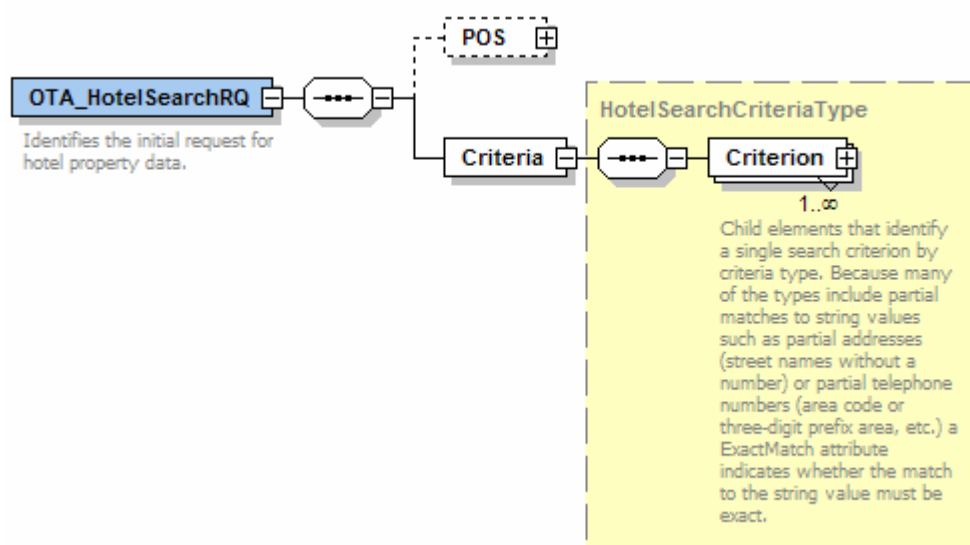 POS
OTA_HotelSearchRQ
Identifies the initial request for
hotel property data.
HotelSearchCriteriaType
Criteria
Criterion
1..∞
Child elements that identify
a single search criterion by
criteria type. Because many
of the types include partial
matches to string values
such as partial addresses
(street names without a
number) or partial telephone
numbers (area code or
three-digit prefix area, etc.) a
ExactMatch attribute
indicates whether the match
to the string value must be
exact.